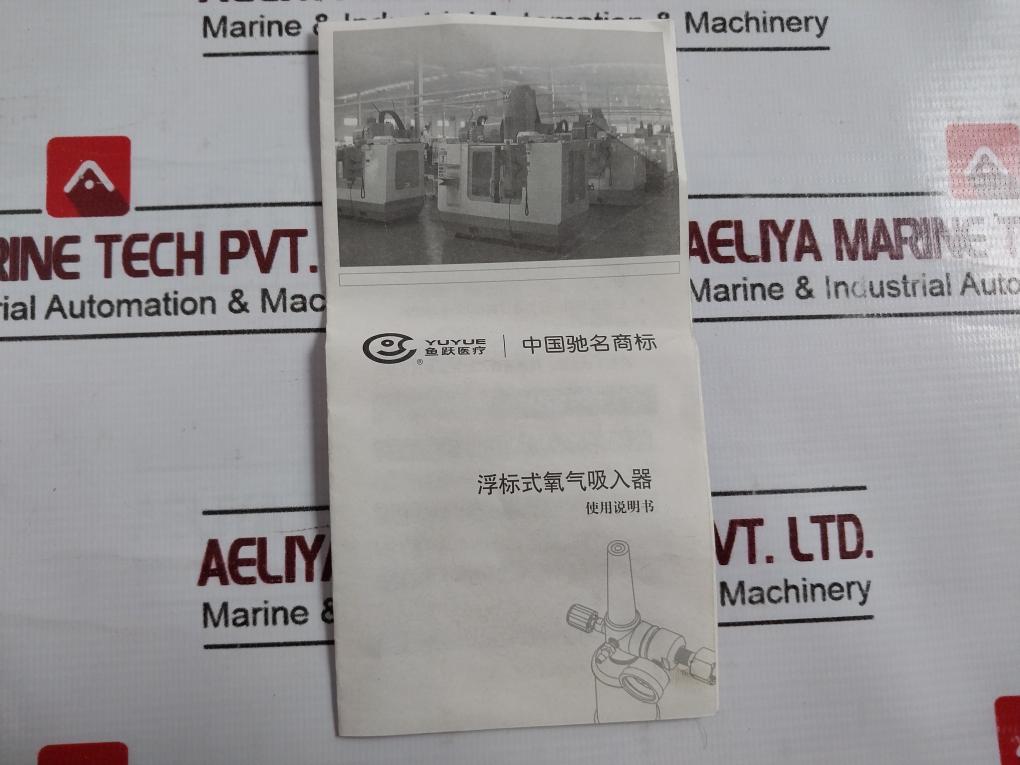 Marine & Industrial Automation & Machinery
RINE TECH PVT.
rial Automation & Mac
AELIYA MARINE T
Marine & Industrial Auto
YUYUE
鱼跃医疗
®
中国驰名商标
浮标式氧气吸入器
使用说明书
AELIY
VT. LTD.
Marine &
Machinery